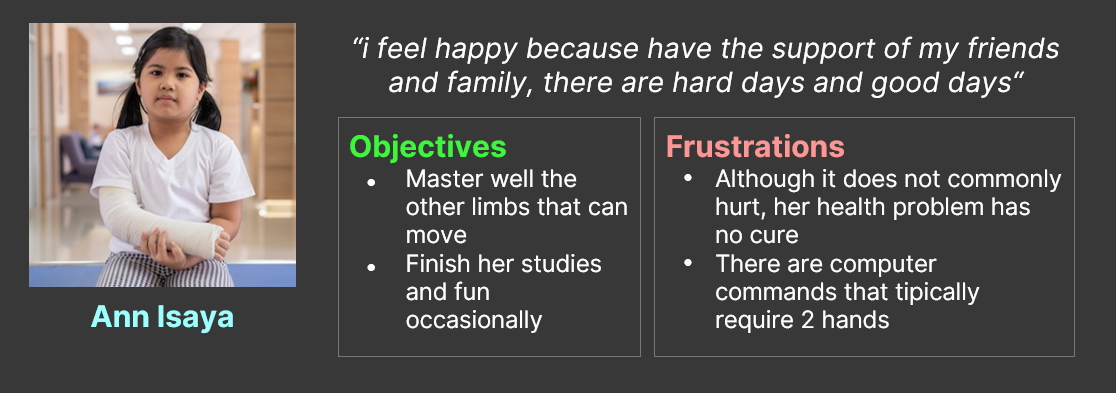 “i feel happy because have the support of my friends
and family, there are hard days and good days“
Ann Isaya
Objectives
• Master well the
other limbs that can
move
• Finish her studies
and fun
occasionally
Frustrations
• Although it does not commonly
hurt, her health problem has
no cure
• There are computer
commands that tipically
require 2 hands